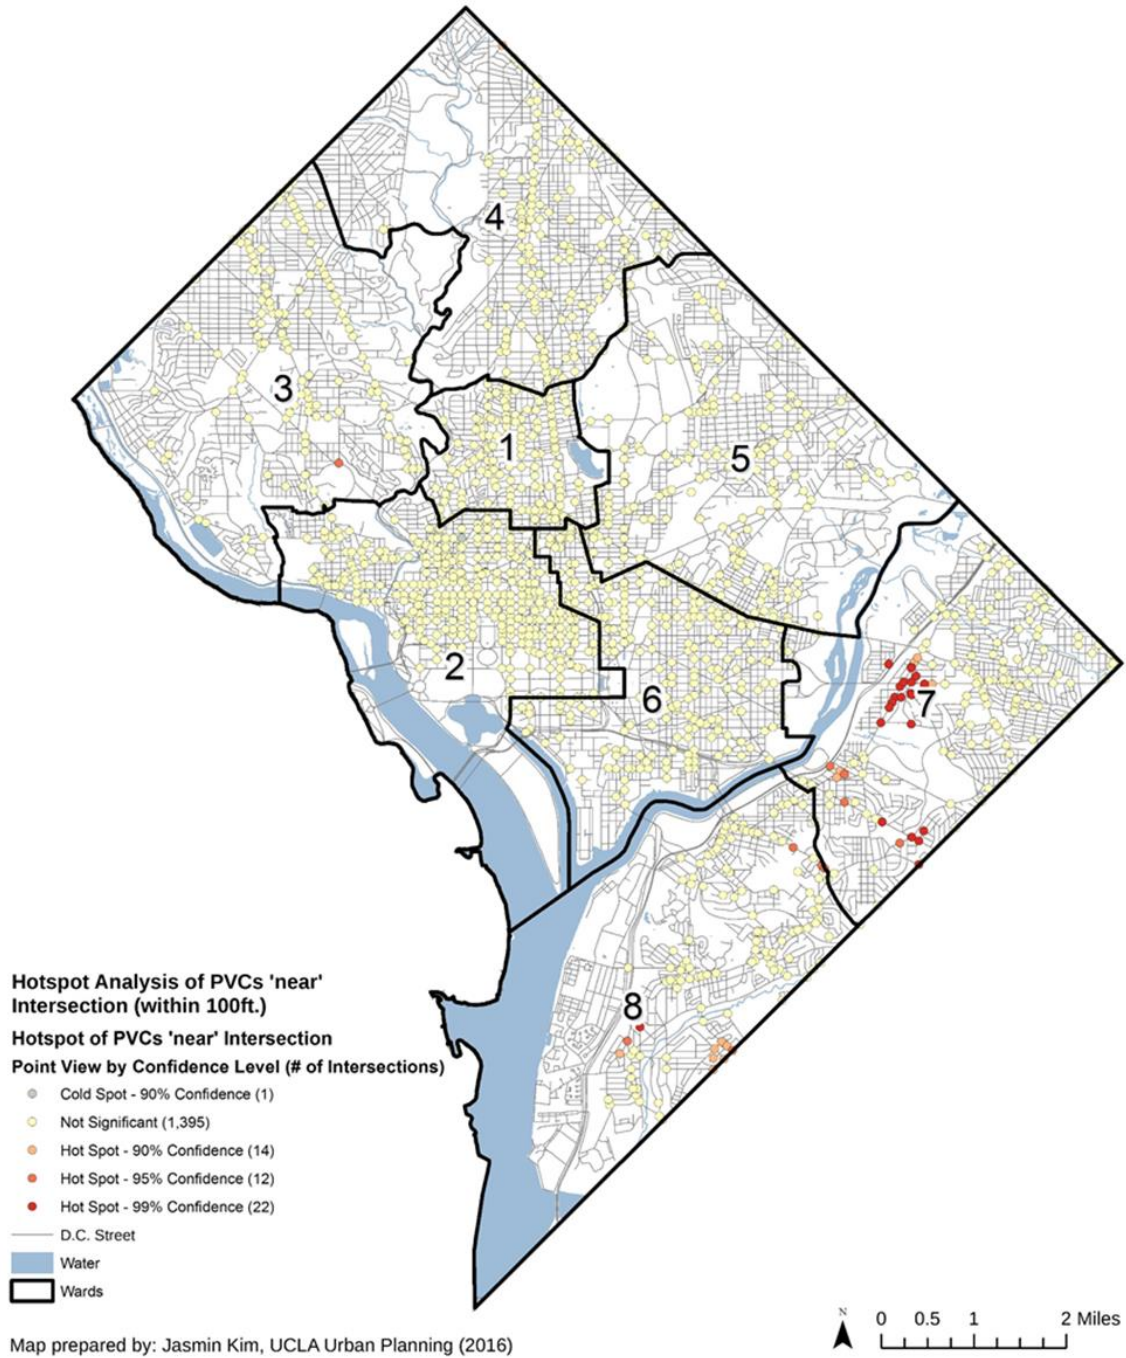 4
3
1
5
2
6
7
8
Hotspot Analysis of PVCs 'near'
Intersection (within 100ft.)
Hotspot of PVCs 'near' Intersection
Point View by Confidence Level (# of Intersections)
Cold Spot - 90% Confidence (1)
Not Significant (1,395)
Hot Spot - 90% Confidence (14)
Hot Spot - 95% Confidence (12)
Hot Spot - 99% Confidence (22)
D.C. Street
Water
Wards
N
0 0.5 1 2 Miles
Map prepared by: Jasmin Kim, UCLA Urban Planning (2016)